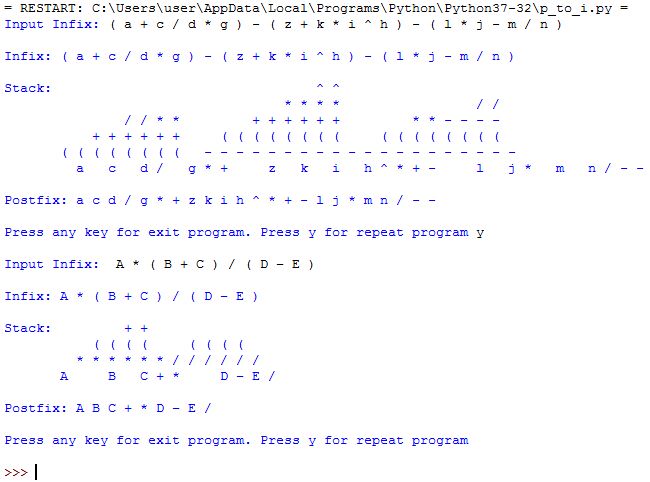 = RESTART: C:\Users\user\AppData\Local\Programs\Python\Python37-32\p_to_i.py =
Input Infix: ( a + c / d * g ) - ( z + k * i ^ h ) - ( l * j - m / n )
Infix: ( a + c / d * g ) - ( z + k * i ^ h ) - ( l * j - m / n )
Stack: ^ ^
* * * * / /
/ / * * + + + + + + * * - - - -
+ + + + + + ( ( ( ( ( ( ( ( ( ( ( ( ( ( ( (
( ( ( ( ( ( ( ( - - - - - - - - - - - - - - - - - - - -
a c d / g * + z k i h ^ * + - l j * m n / - -
Postfix: a c d / g * + z k i h ^ * + - l j * m n / - -
Press any key for exit program. Press y for repeat program y
Input Infix: A * ( B + C ) / ( D - E )
Infix: A * ( B + C ) / ( D - E )
Stack: + +
( ( ( ( ( ( ( (
* * * * * * / / / / / /
A B C + * D - E /
Postfix: A B C + * D - E /
Press any key for exit program. Press y for repeat program
>>>